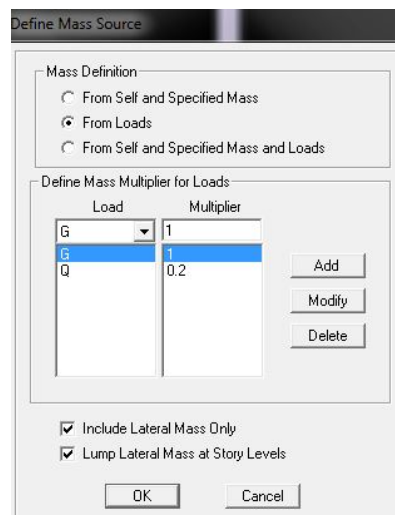 Define Mass Source
Mass Definition
From Self and Specified Mass
From Loads
From Self and Specified Mass and Loads
Define Mass Multiplier for Loads
Load Multiplier
G 1
G 1
Q 0.2
Add
Modify
Delete
Include Lateral Mass Only
Lump Lateral Mass at Story Levels
OK Cancel